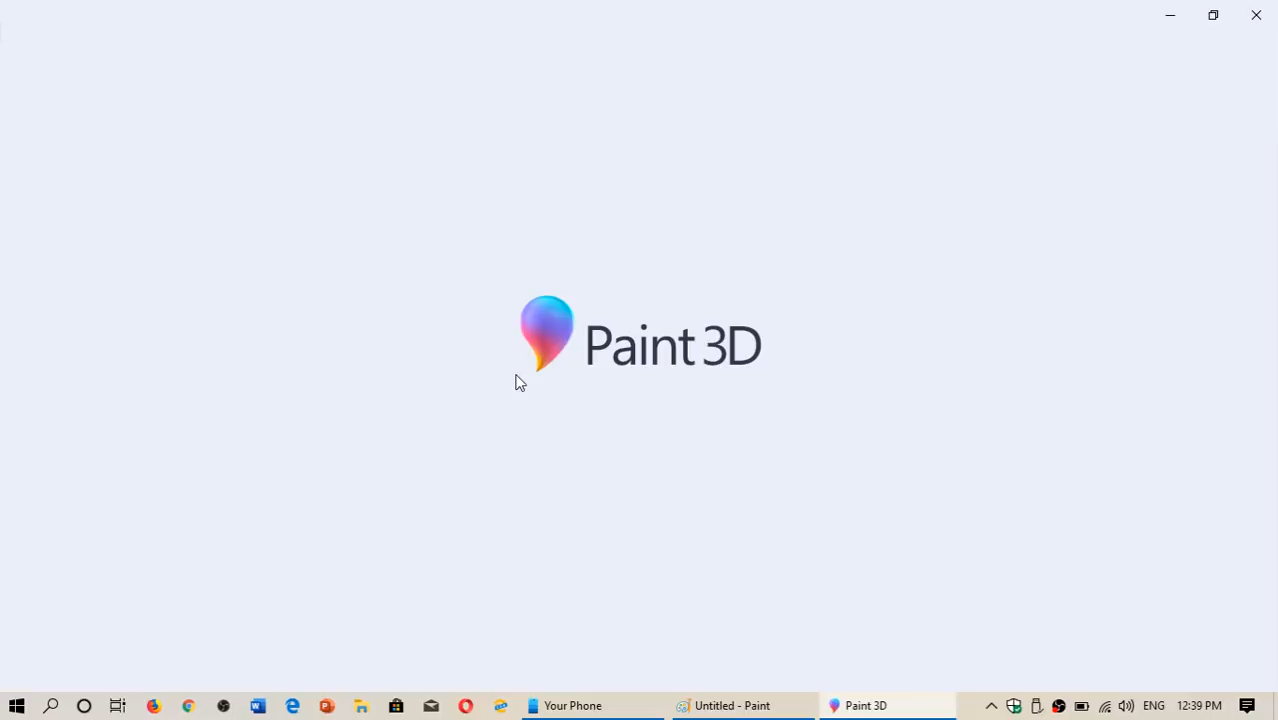 Paint 3D
Your Phone
Untitled - Paint
Paint 3D
ENG
12:39 PM